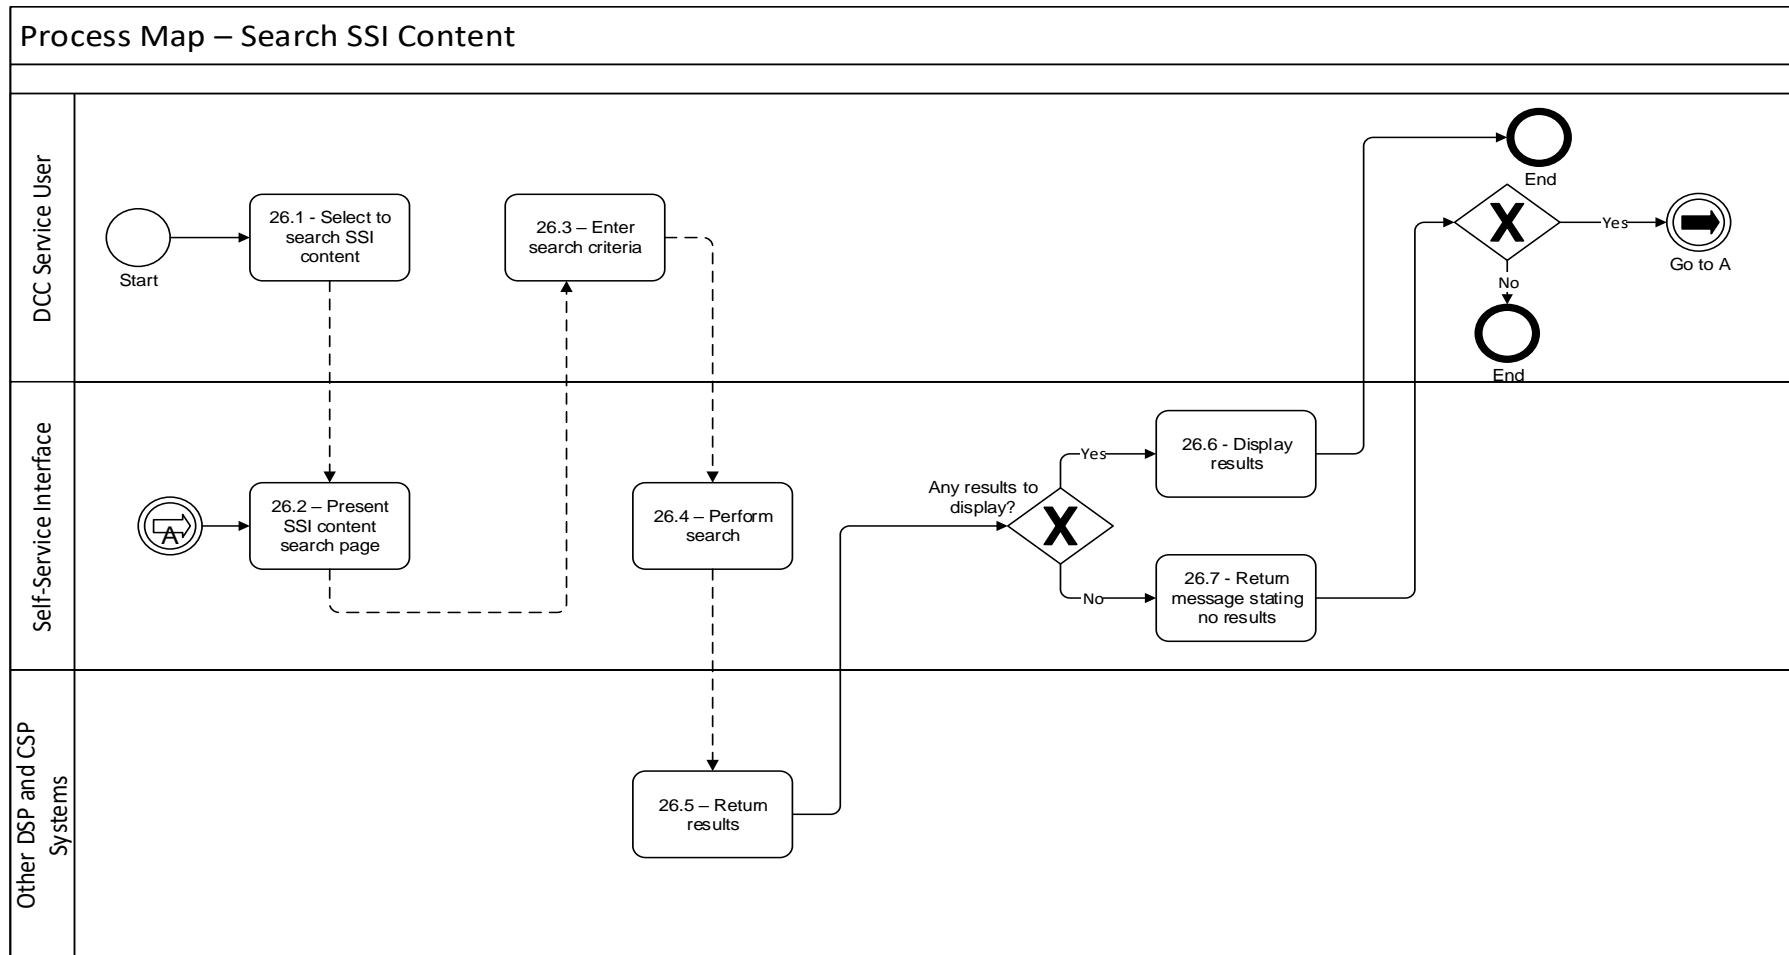 Process Map – Search SSI Content
DCC Service User
Start
26.1 - Select to
search SSI
content
26.3 – Enter
search criteria
End
Yes
Go to A
No
End
Self-Service Interface
A
26.2 – Present
SSI content
search page
26.4 – Perform
search
Any results to
display?
Yes
26.6 - Display
results
No
26.7 - Return
message stating
no results
Other DSP and CSP
Systems
26.5 – Return
results